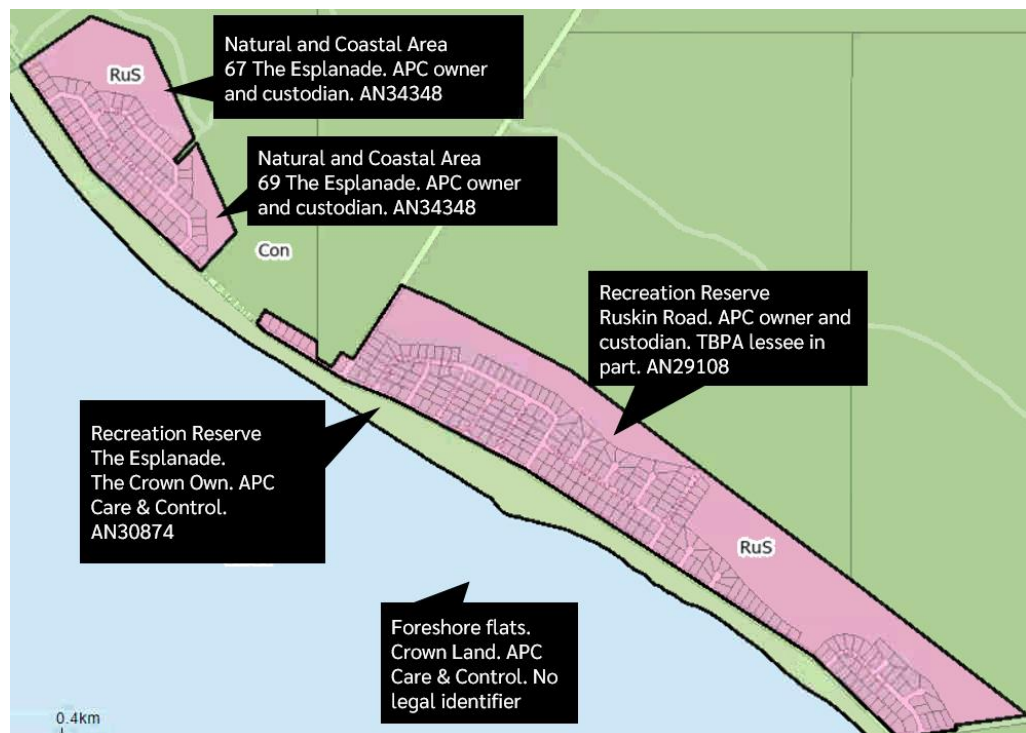 RuS
Natural and Coastal Area
67 The Esplanade. APC owner
and custodian. AN34348
Natural and Coastal Area
69 The Esplanade. APC owner
and custodian. AN34348
Con
Recreation Reserve
Ruskin Road. APC owner and
custodian. TBPA lessee in
part. AN29108
Recreation Reserve
The Esplanade.
The Crown Own. APC
Care & Control.
AN30874
RuS
Foreshore flats.
Crown Land. APC
Care & Control. No
legal identifier
0.4km